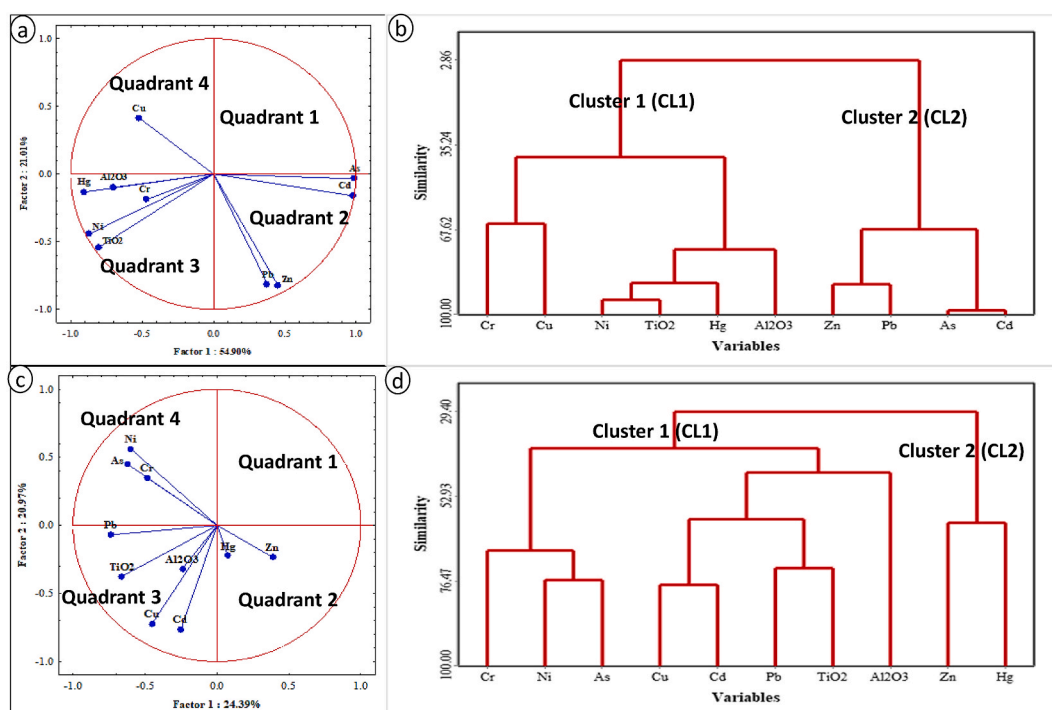 a
1.0
0.5
0.0
-0.5
-1.0
Factor 2 : 21.01%
Quadrant 4
Cu
Quadrant 1
As
Hg
Al2O3
Cr
Cd
Quadrant 2
Ni
TiO2
Quadrant 3
Pb
Zn
-1.0 -0.5 0.0 0.5 1.0
Factor 1 : 54.90%
b
2.86
35.24
67.62
100.00
Similarity
Cluster 1 (CL1)
Cluster 2 (CL2)
Cr Cu Ni TiO2 Hg Al2O3 Zn Pb As Cd
Variables
c
1.0
0.5
0.0
-0.5
-1.0
Factor 2 : 20.97%
Quadrant 4
Ni
Quadrant 1
As
Cr
Pb
Hg
Zn
Al2O3
TiO2
Quadrant 3
Quadrant 2
Cu
Cd
-1.0 -0.5 0.0 0.5 1.0
Factor 1 : 24.39%
d
29.40
52.93
76.47
100.00
Similarity
Cluster 1 (CL1)
Cluster 2 (CL2)
Cr Ni As Cu Cd Pb TiO2 Al2O3 Zn Hg
Variables